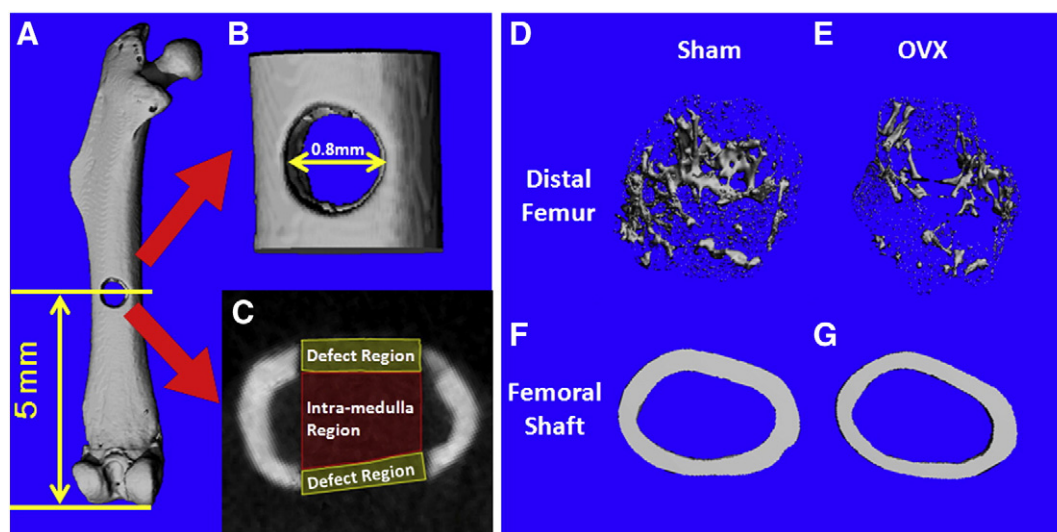 A
5 mm
B
0.8mm
C
Defect Region
Intra-medulla
Region
Defect Region
D
Sham
E
OVX
Distal
Femur
F
Femoral
Shaft
G